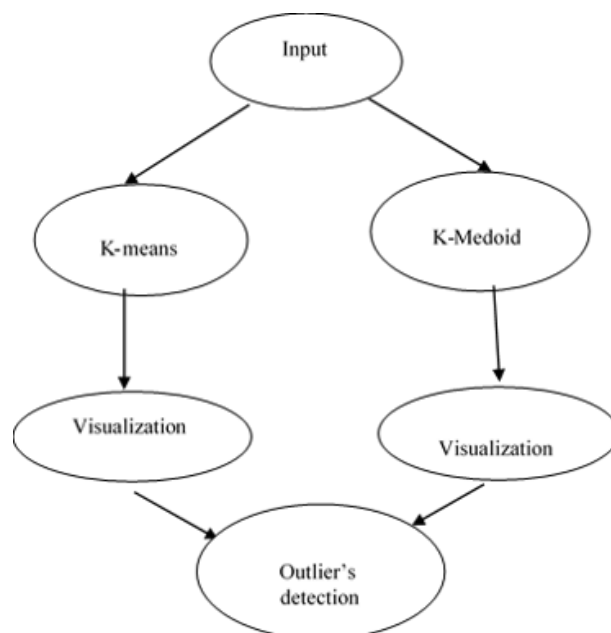 Input
K-means
K-Medoid
Visualization
Visualization
Outlier's
detection